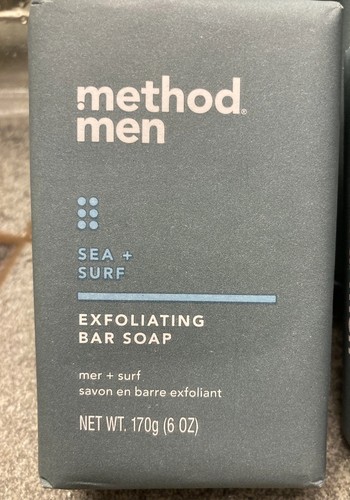 method®
men
SEA +
SURF
EXFOLIATING
BAR SOAP
mer + surf
savon en barre exfoliant
NET WT. 170g (6 OZ)